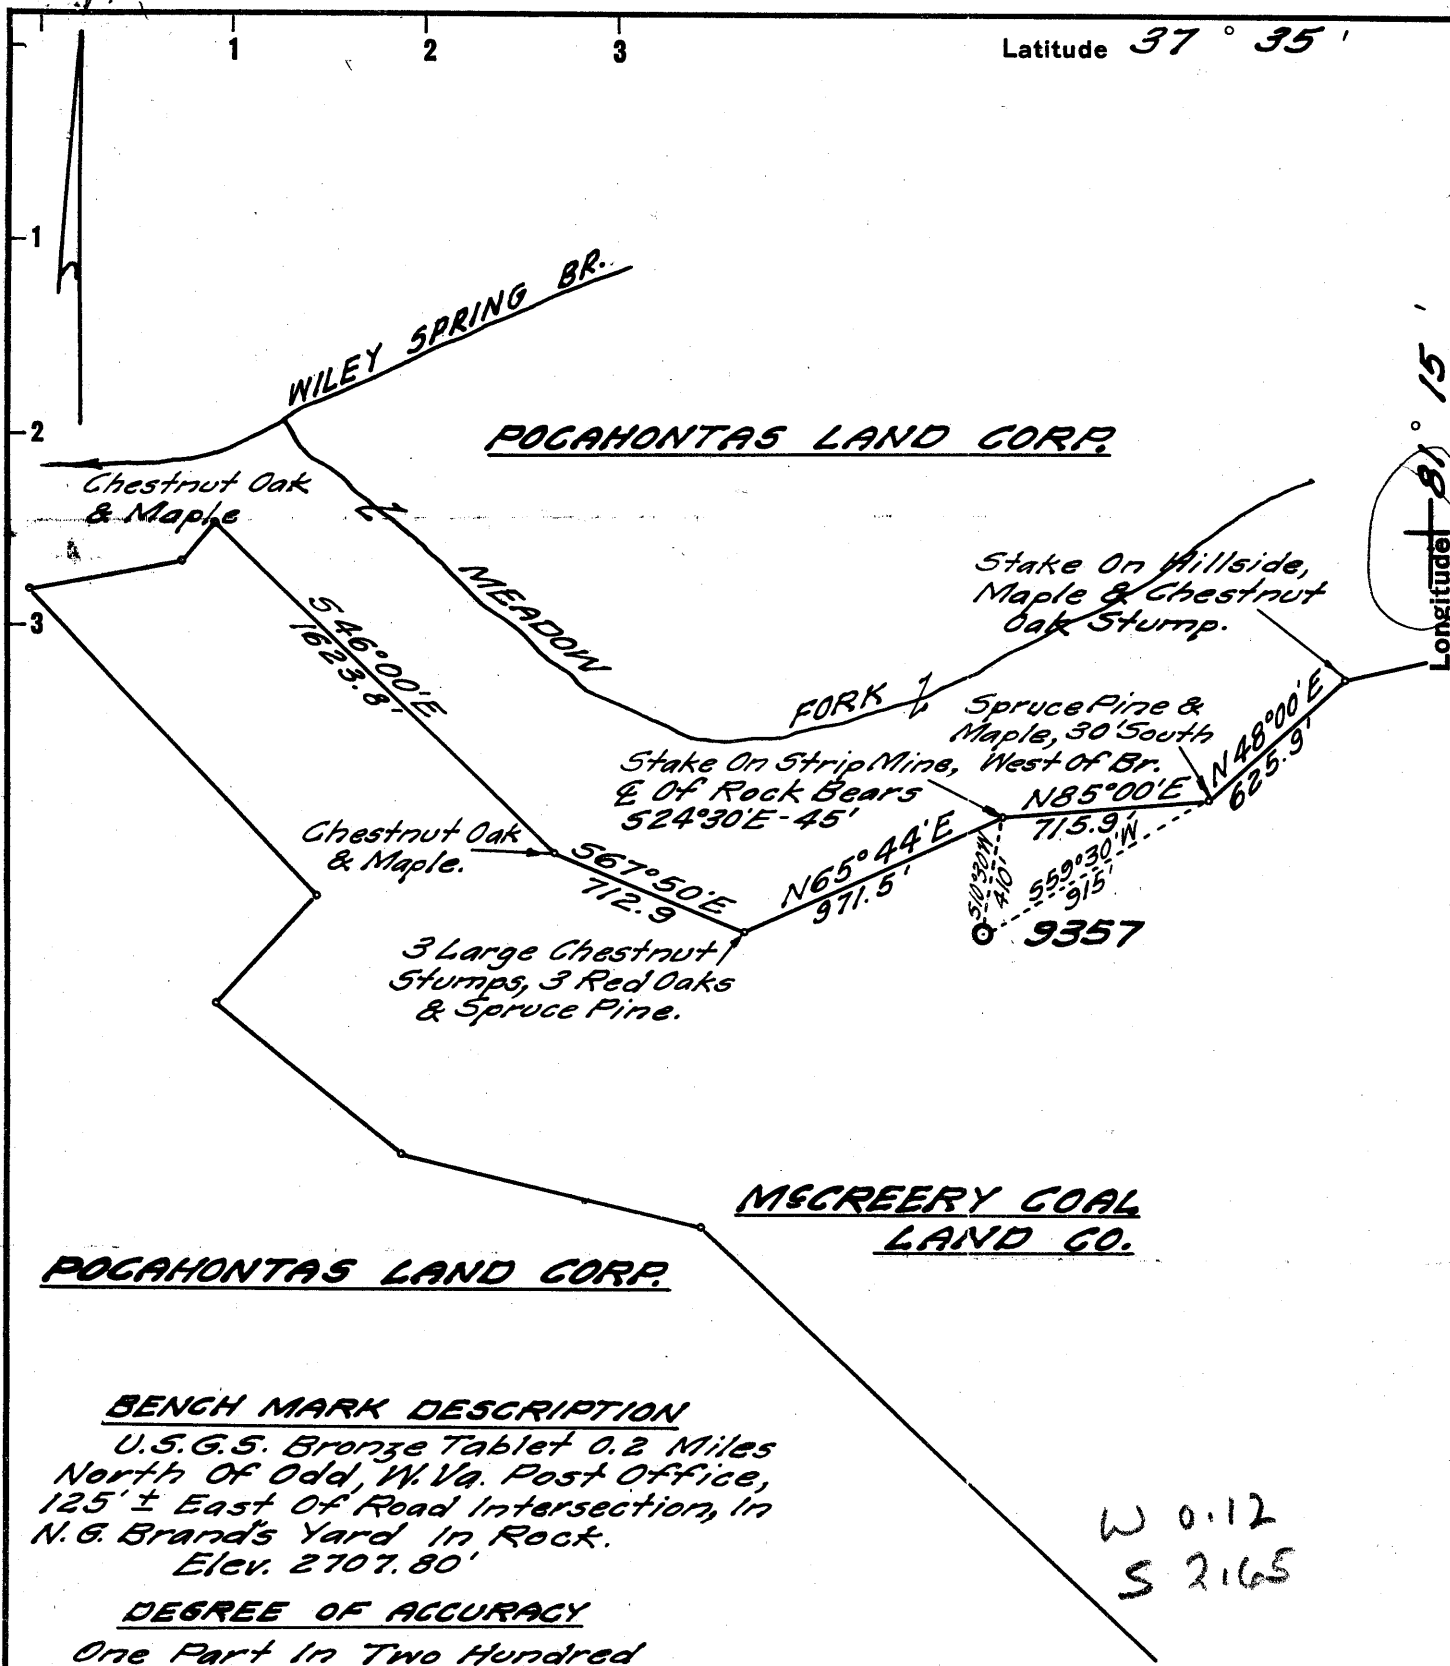 1 2 3
Latitude 37 ° 35 '
1
2
3
WILEY SPRING BR.
POCAHONTAS LAND CORP.
Longitude 81 ° 15 '
Chestnut Oak
& Maple
MEADOW
FORK
S46°00'E
1623.8'
Stake On Hillside,
Maple & Chestnut
Oak Stump.
Spruce Pine &
Maple, 30' South
West Of Br.
N48°00'E
625.9'
Stake On Strip Mine,
℄ Of Rock Bears
S24°30'E-45'
N85°00'E
715.9'
Chestnut Oak
& Maple.
S67°50'E
712.9
N65°44'E
971.5'
S10°30'W
410'
S59°30'W
915'
9357
3 Large Chestnut
Stumps, 3 Red Oaks
& Spruce Pine.
McCREERY COAL
LAND CO.
POCAHONTAS LAND CORP.
BENCH MARK DESCRIPTION
U.S.G.S. Bronze Tablet 0.2 Miles
North Of Odd, W.Va. Post Office,
125' ± East Of Road Intersection, In
N.G. Brand's Yard In Rock.
Elev. 2707.80'
DEGREE OF ACCURACY
One Part In Two Hundred
W 0.12
S 2.65